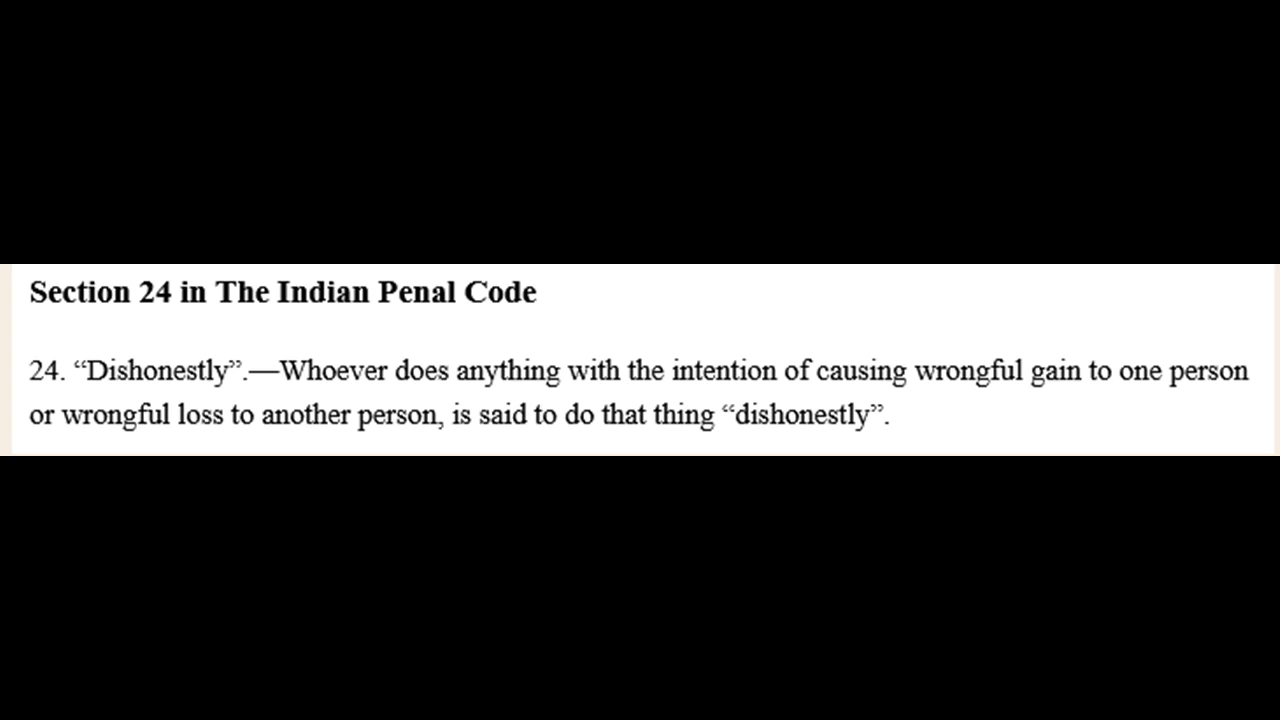 Section 24 in The Indian Penal Code
24. “Dishonestly”.—Whoever does anything with the intention of causing wrongful gain to one person
or wrongful loss to another person, is said to do that thing “dishonestly”.